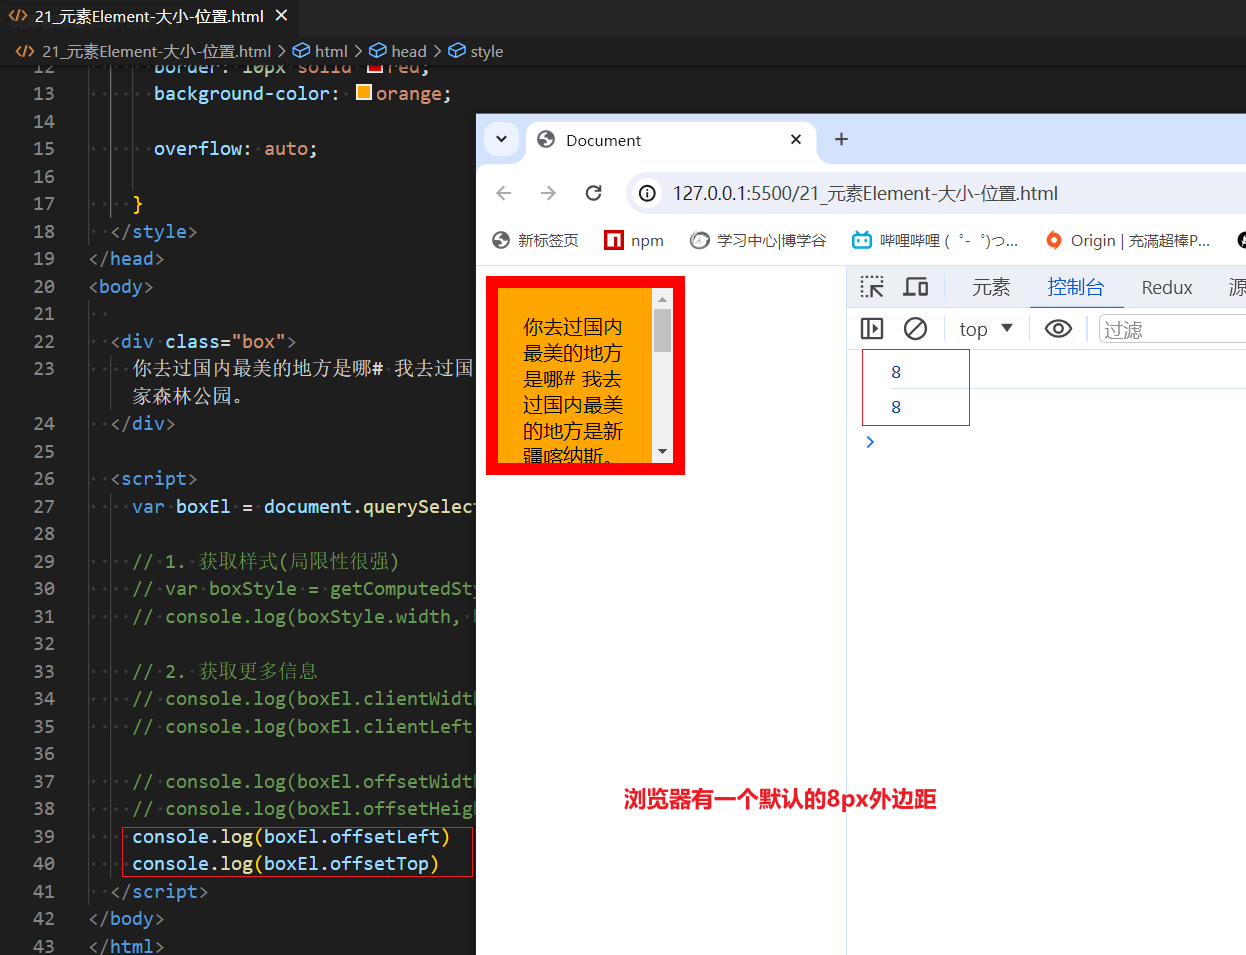 21_元素Element-大小-位置.html
21_元素Element-大小-位置.html > html > head > style
12 border: 10px solid red;
13 background-color: orange;
14
15 overflow: auto;
16
17 }
18 </style>
19 </head>
20 <body>
21
22 <div class="box">
23 你去过国内最美的地方是哪# 我去过国
家森林公园。
24 </div>
25
26 <script>
27 var boxEl = document.querySelec
28
29 // 1. 获取样式(局限性很强)
30 // var boxStyle = getComputedSty
31 // console.log(boxStyle.width,
32
33 // 2. 获取更多信息
34 // console.log(boxEl.clientWidth
35 // console.log(boxEl.clientLeft
36
37 // console.log(boxEl.offsetWidth
38 // console.log(boxEl.offsetHeigh
39 console.log(boxEl.offsetLeft)
40 console.log(boxEl.offsetTop)
41 </script>
42 </body>
43 </html>
Document
127.0.0.1:5500/21_元素Element-大小-位置.html
新标签页 npm 学习中心|博学谷 哔哩哔哩 ( ゜- ゜)つ... Origin | 充滿超棒P...
你去过国内
最美的地方
是哪# 我去
过国内最美
的地方是新
疆喀纳斯。
元素 控制台 Redux 源
top 过滤
8
8
浏览器有一个默认的8px外边距